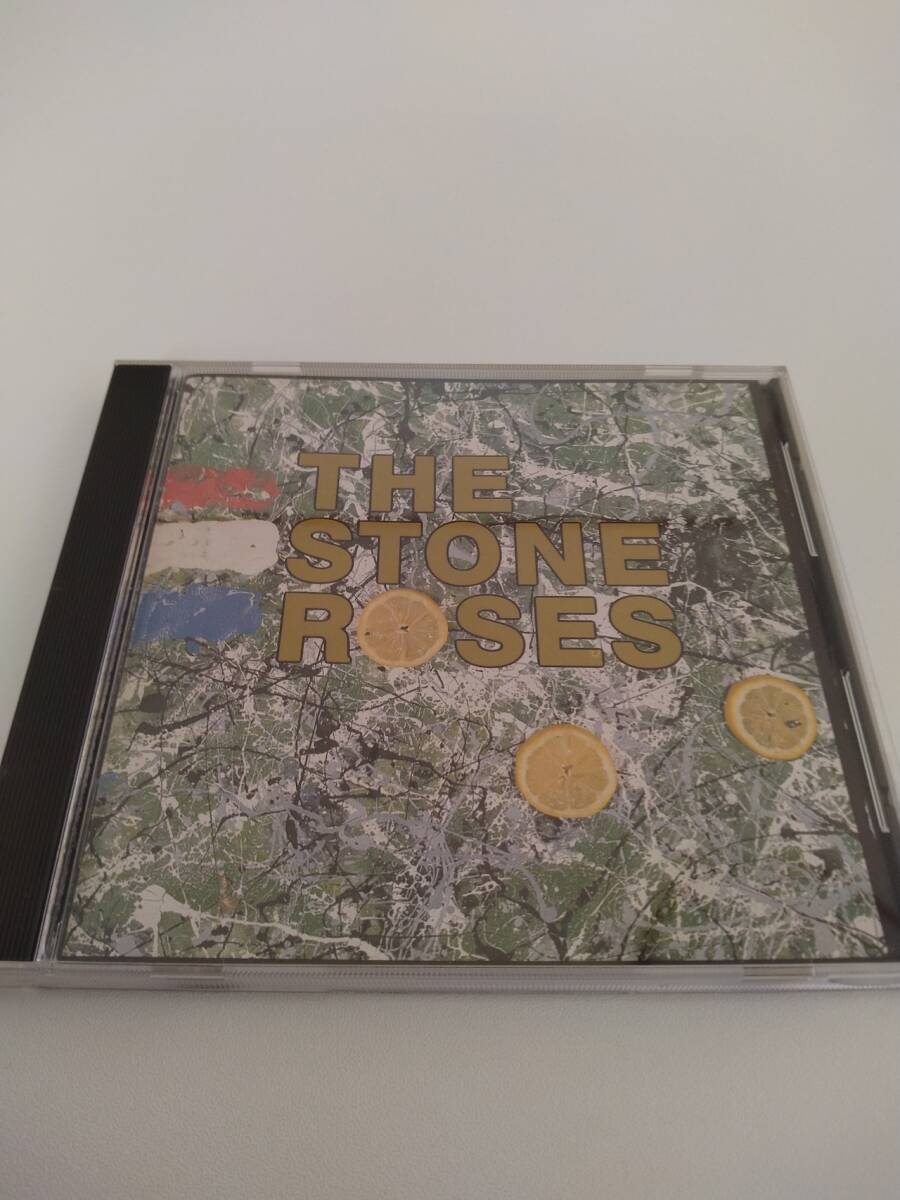 THE
STONE
ROSES